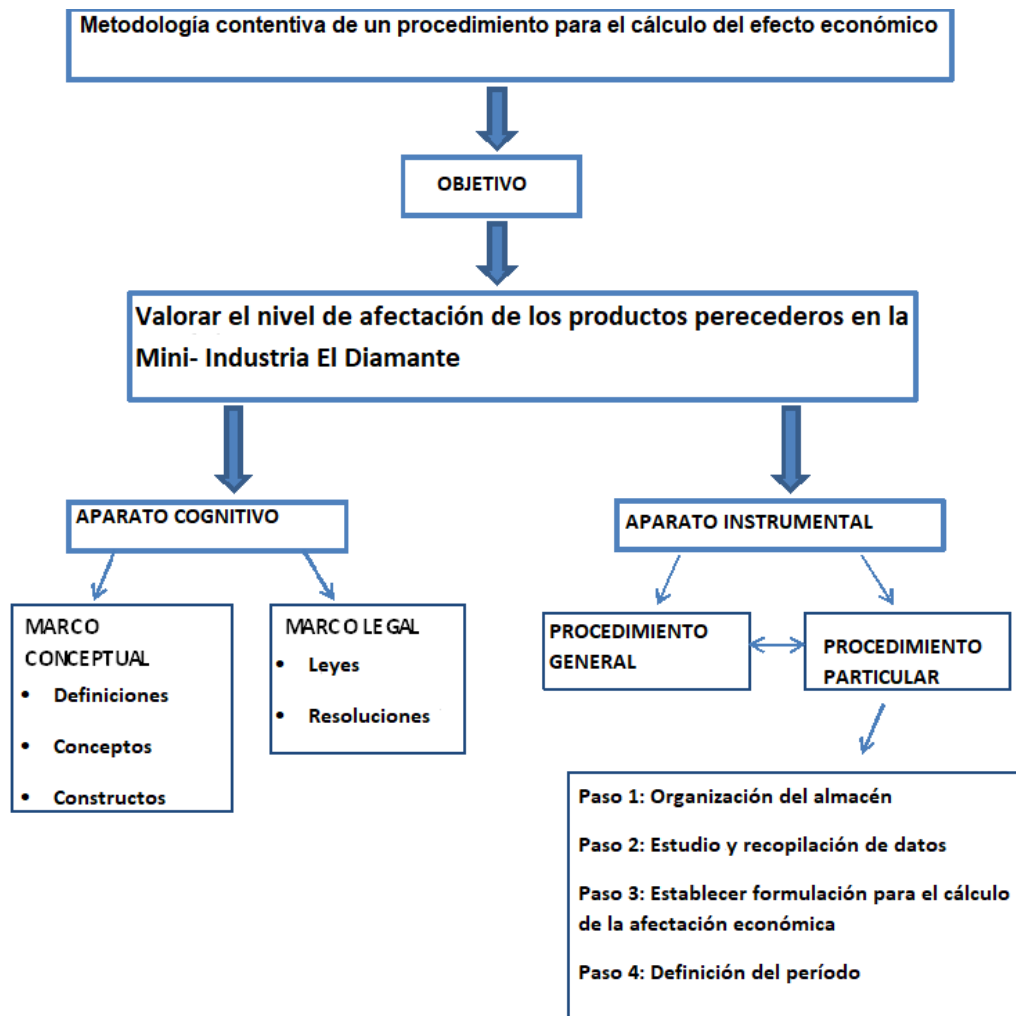 Metodología contentiva de un procedimiento para el cálculo del efecto económico
OBJETIVO
Valorar el nivel de afectación de los productos perecederos en la
Mini- Industria El Diamante
APARATO COGNITIVO
APARATO INSTRUMENTAL
MARCO
CONCEPTUAL
• Definiciones
• Conceptos
• Constructos
MARCO LEGAL
• Leyes
• Resoluciones
PROCEDIMIENTO
GENERAL
PROCEDIMIENTO
PARTICULAR
Paso 1: Organización del almacén
Paso 2: Estudio y recopilación de datos
Paso 3: Establecer formulación para el cálculo
de la afectación económica
Paso 4: Definición del período